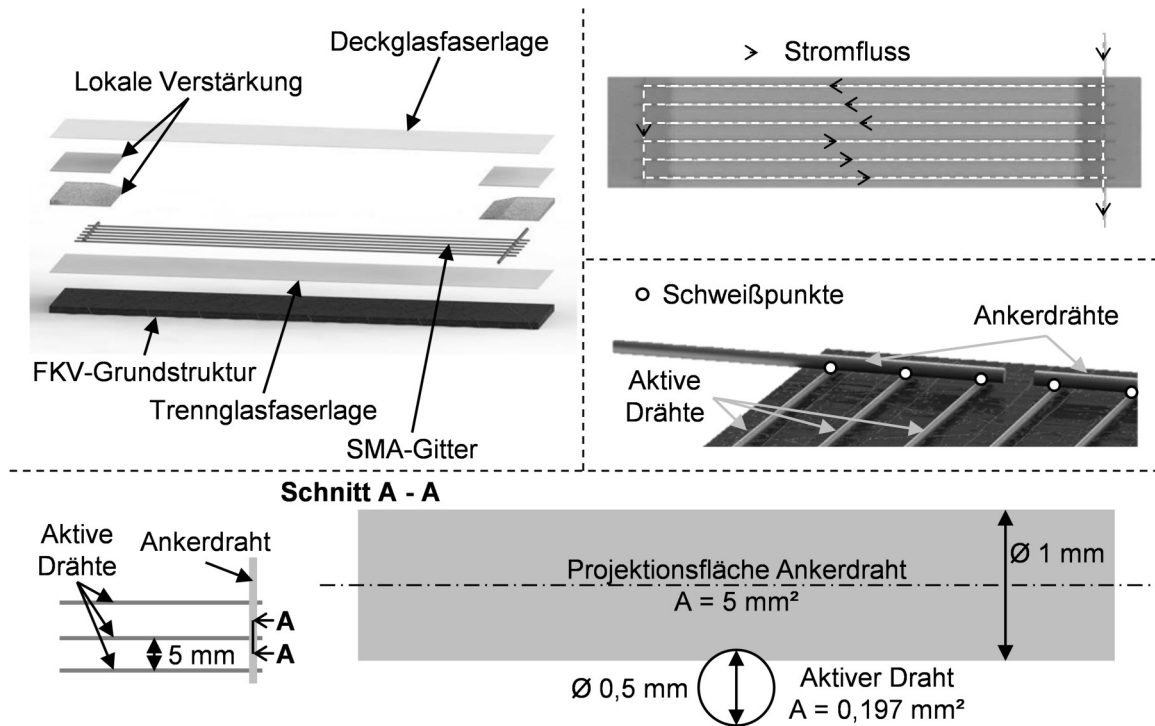 Deckglasfaserlage
Lokale Verstärkung
FKV-Grundstruktur
Trennglasfaserlage
SMA-Gitter
Stromfluss
Schweißpunkte
Ankerdrähte
Aktive
Drähte
Schnitt A - A
Aktive
Drähte
Ankerdraht
A
A
5 mm
Projektionsfläche Ankerdraht
A = 5 mm²
Ø 1 mm
Ø 0,5 mm
Aktiver Draht
A = 0,197 mm²